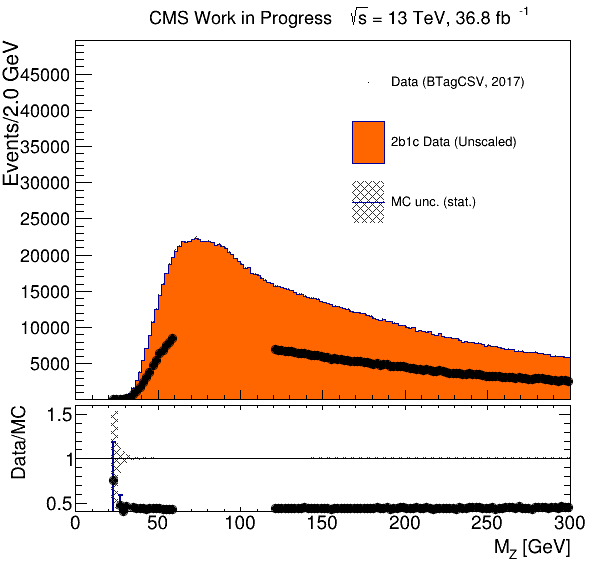 CMS Work in Progress √s = 13 TeV, 36.8 fb -1
Events/2.0 GeV
45000
40000
35000
30000
25000
20000
15000
10000
5000
Data (BTagCSV, 2017)
2b1c Data (Unscaled)
MC unc. (stat.)
Data/MC
1.5
1
0.5
0 50 100 150 200 250 300
M_Z [GeV]